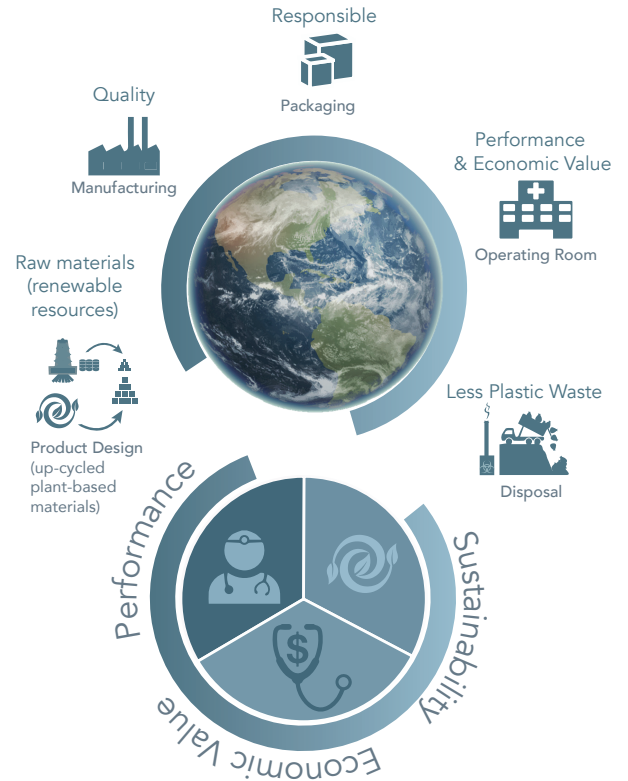 Responsible
Packaging
Quality
Manufacturing
Performance
& Economic Value
Operating Room
Raw materials
(renewable
resources)
Product Design
(up-cycled
plant-based
materials)
Less Plastic Waste
Disposal
Performance
Sustainability
Economic Value
$